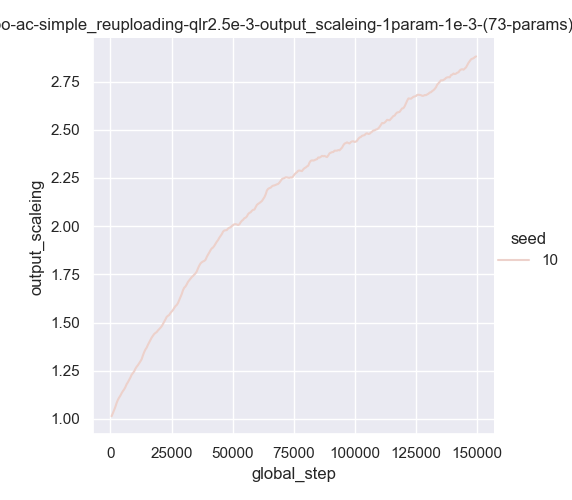 oo-ac-simple_reuploading-qlr2.5e-3-output_scaleing-1param-1e-3-(73-params)
output_scaleing
2.75
2.50
2.25
2.00
1.75
1.50
1.25
1.00
0 25000 50000 75000 100000 125000 150000
global_step
seed
10